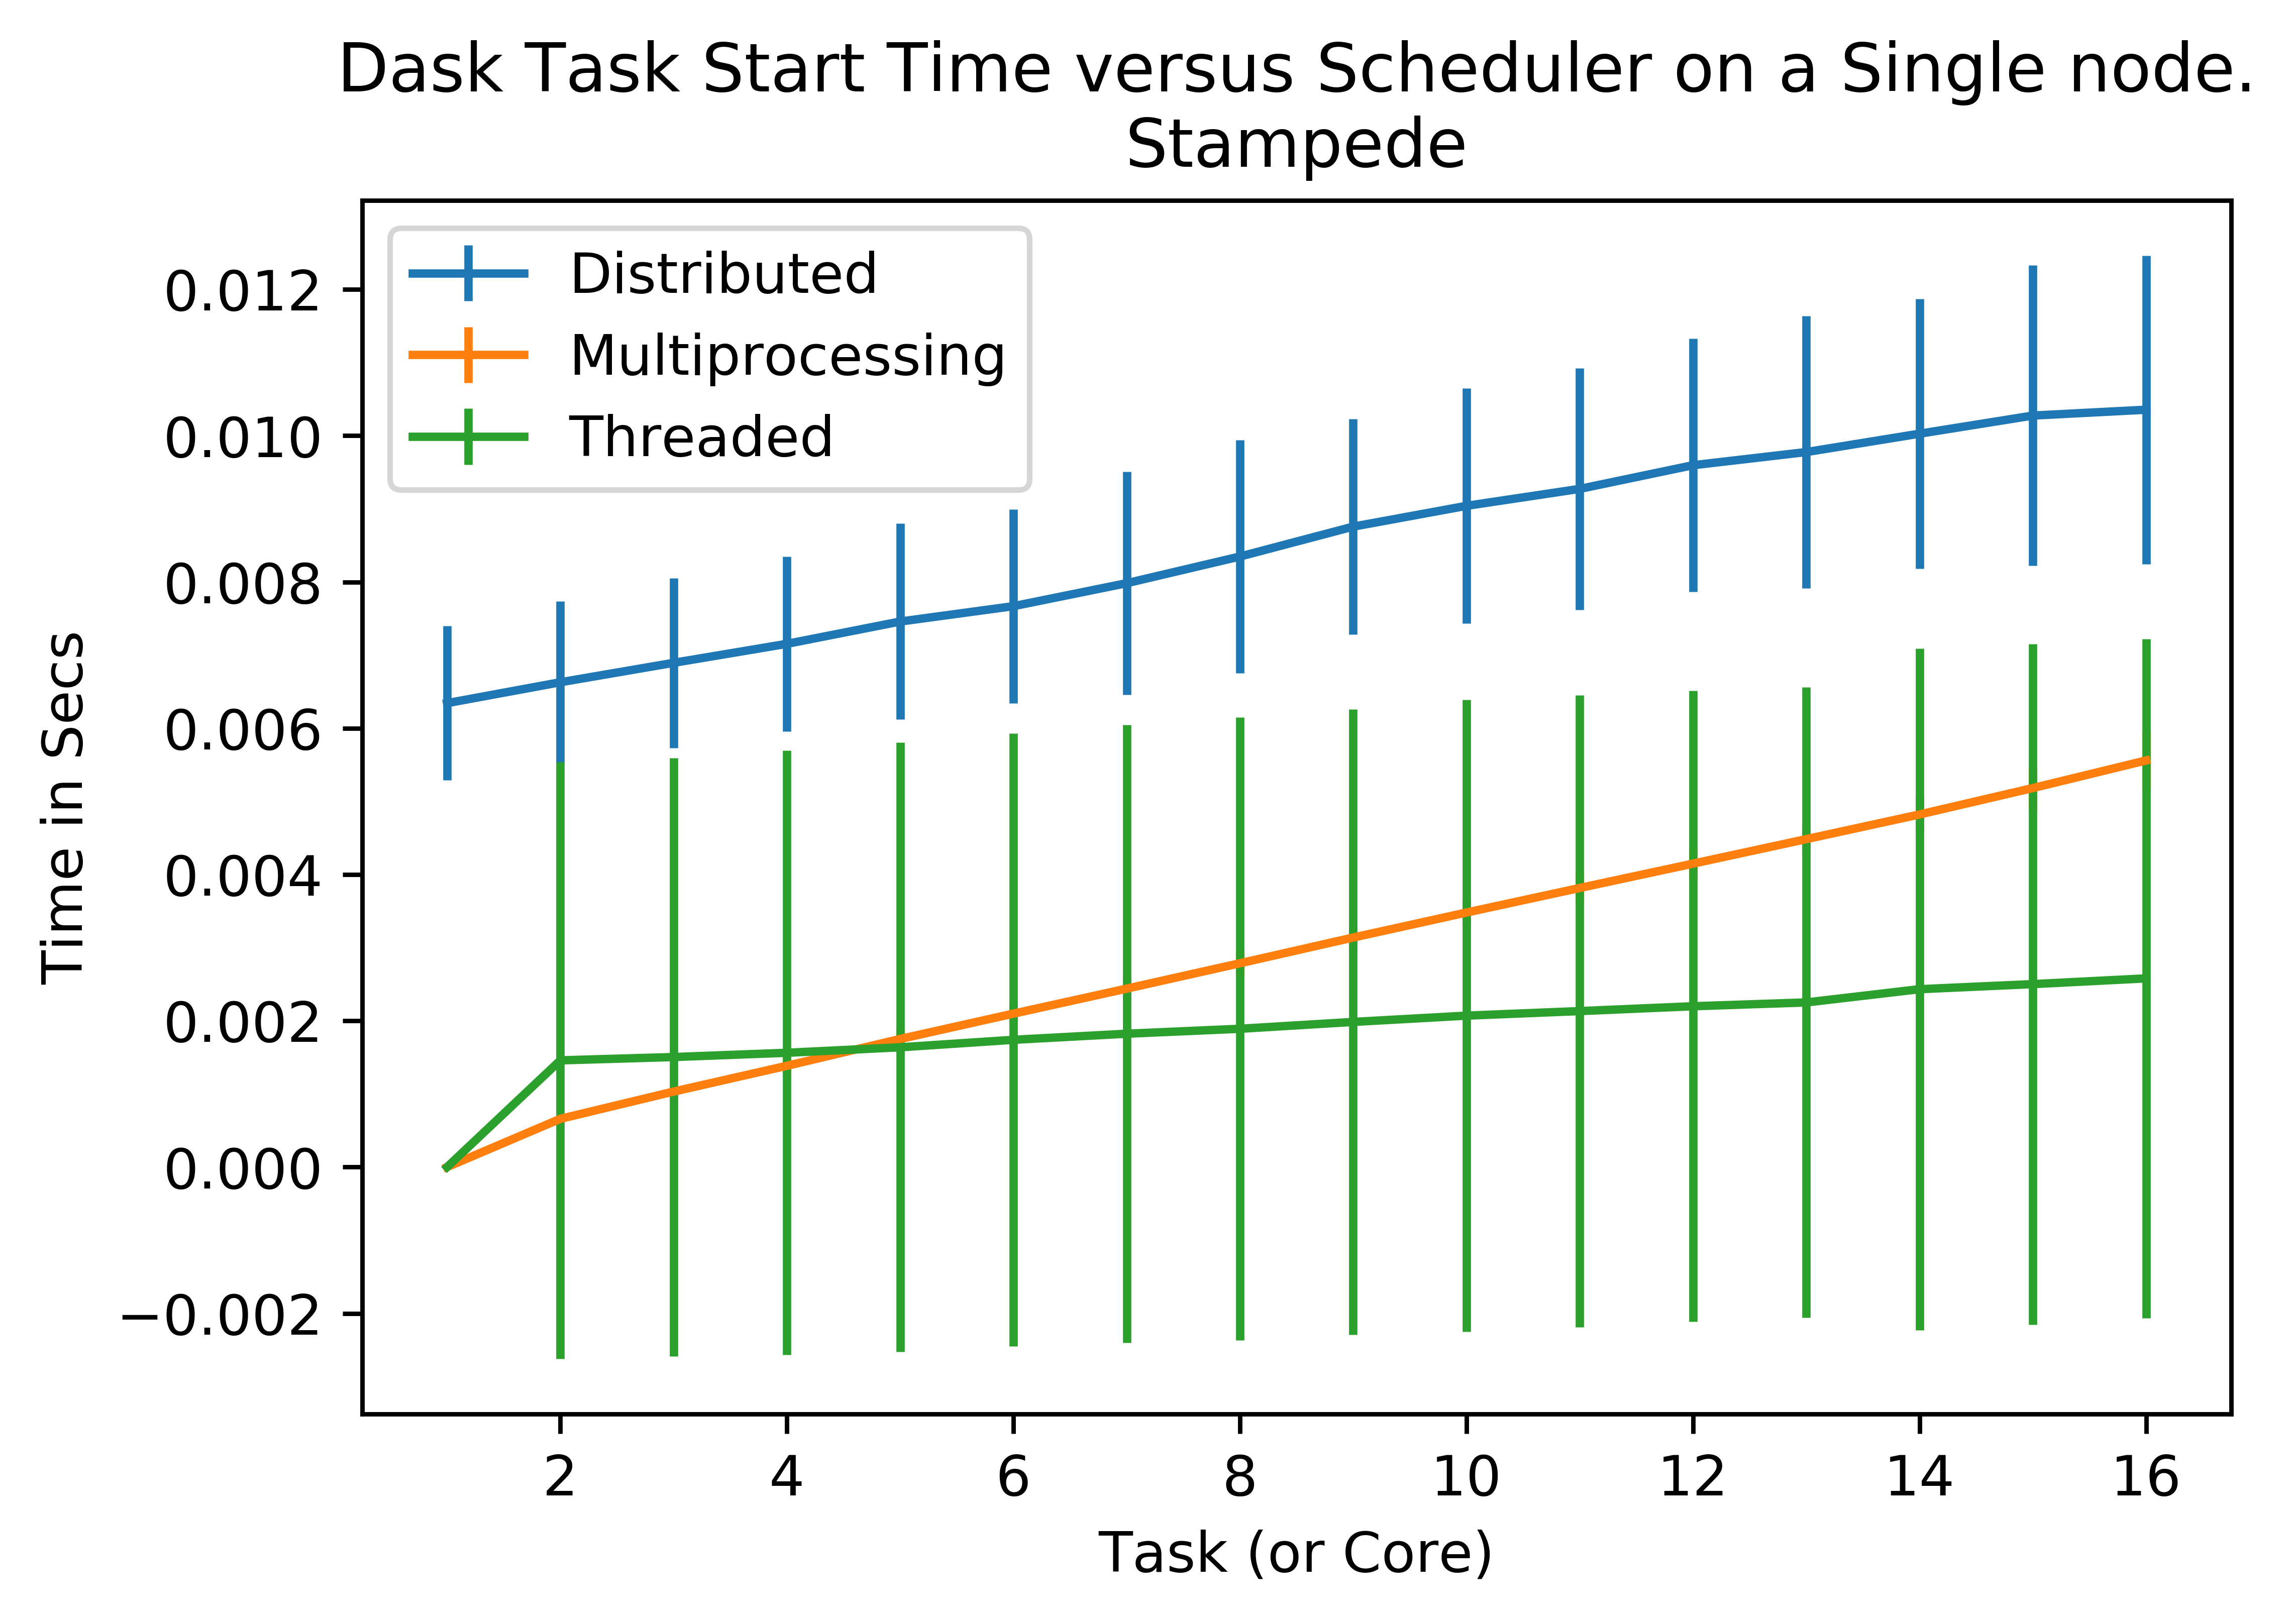 Dask Task Start Time versus Scheduler on a Single node.
Stampede
Distributed
Multiprocessing
Threaded
0.012
0.010
0.008
0.006
0.004
0.002
0.000
−0.002
Time in Secs
2 4 6 8 10 12 14 16
Task (or Core)